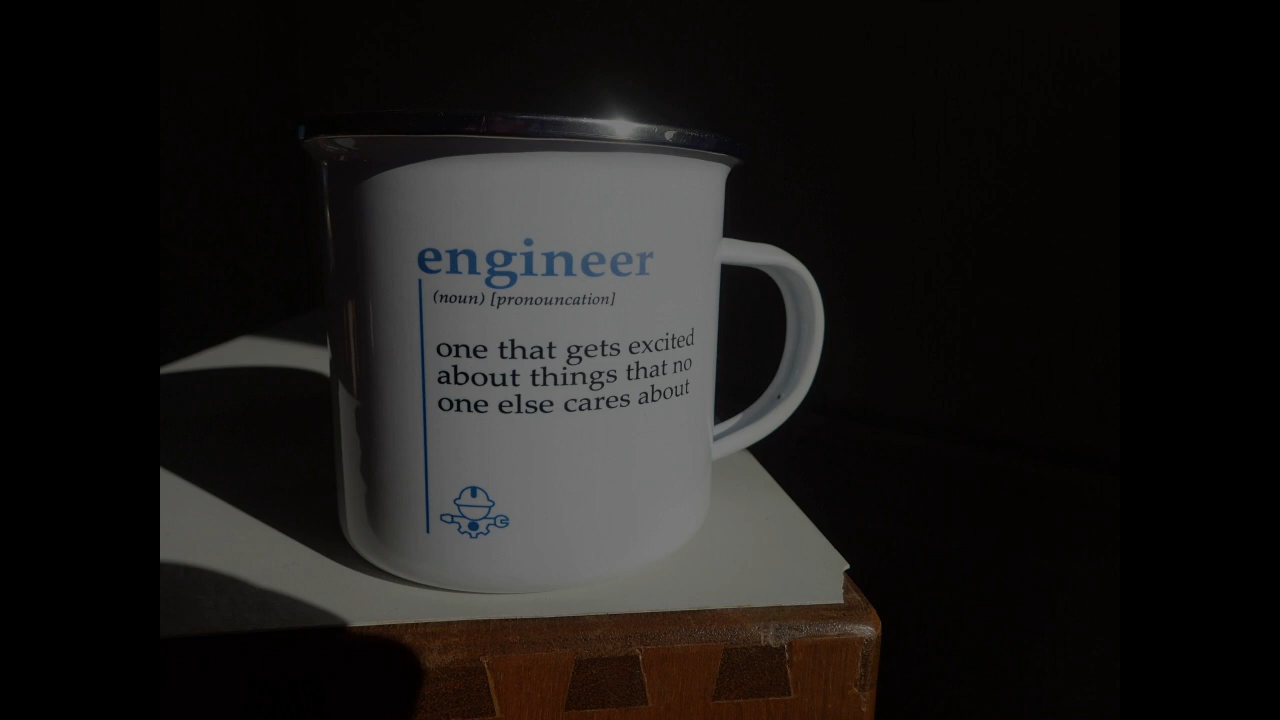 engineer
(noun) [pronouncation]
one that gets excited
about things that no
one else cares about